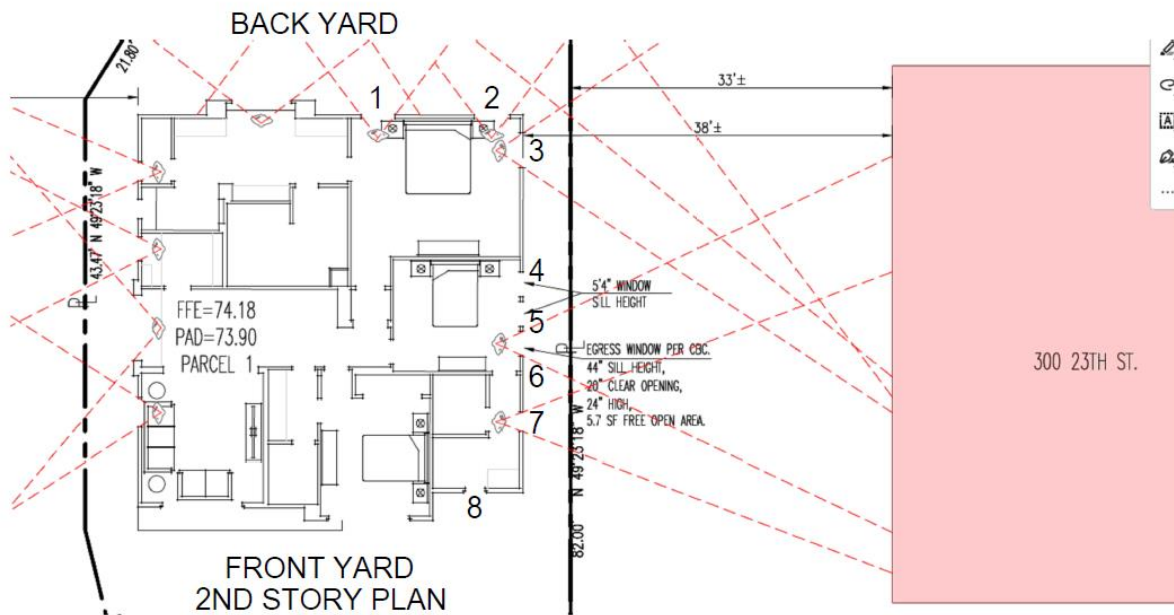 BACK YARD
21.80'
33'±
38'±
1
2
3
43.47' N 49°23'18" W
PL
FFE=74.18
PAD=73.90
PARCEL 1
4
5
6
7
8
5'4" WINDOW
SILL HEIGHT
PL
EGRESS WINDOW PER CBC.
44" SILL HEIGHT,
20" CLEAR OPENING,
24" HIGH,
5.7 SF FREE OPEN AREA.
82.00' N 49°23'18" W
300 23TH ST.
FRONT YARD
2ND STORY PLAN
A